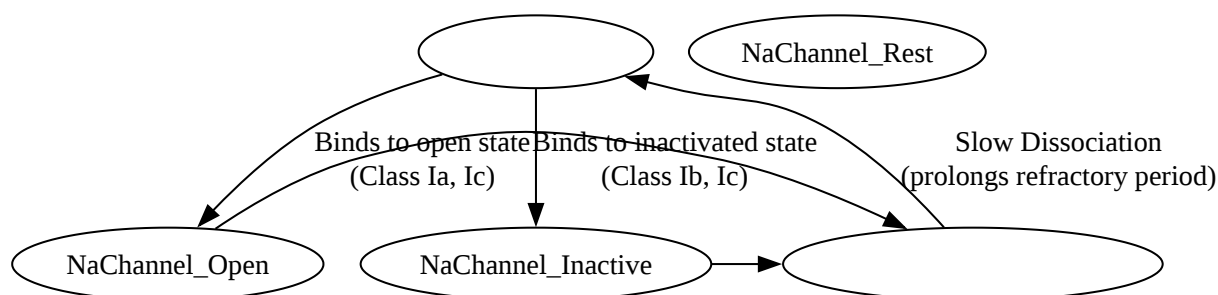 NaChannel_Rest
Binds to open state
(Class Ia, Ic)
Binds to inactivated state
(Class Ib, Ic)
Slow Dissociation
(prolongs refractory period)
NaChannel_Open
NaChannel_Inactive